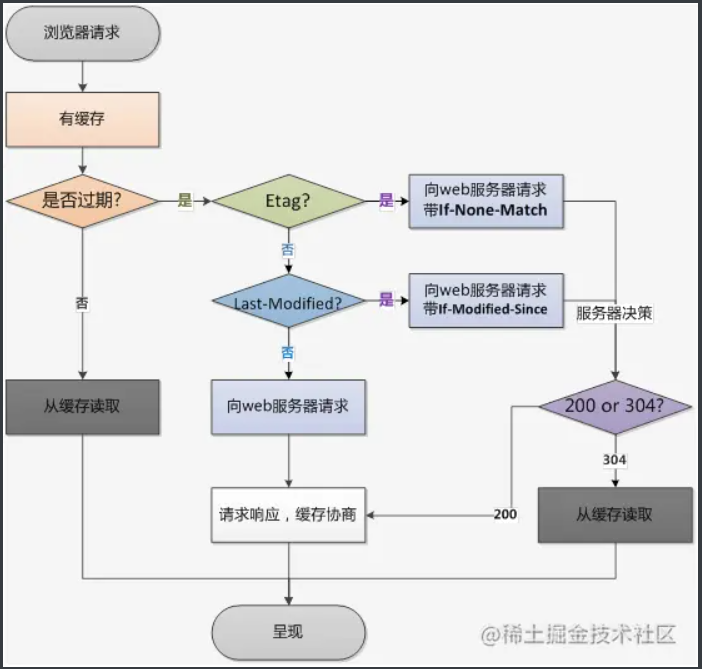 浏览器请求
有缓存
是否过期?
是
Etag?
是
向web服务器请求
带If-None-Match
否
否
Last-Modified?
是
向web服务器请求
带If-Modified-Since
服务器决策
否
从缓存读取
向web服务器请求
200 or 304?
304
请求响应，缓存协商
200
从缓存读取
呈现
@稀土掘金技术社区